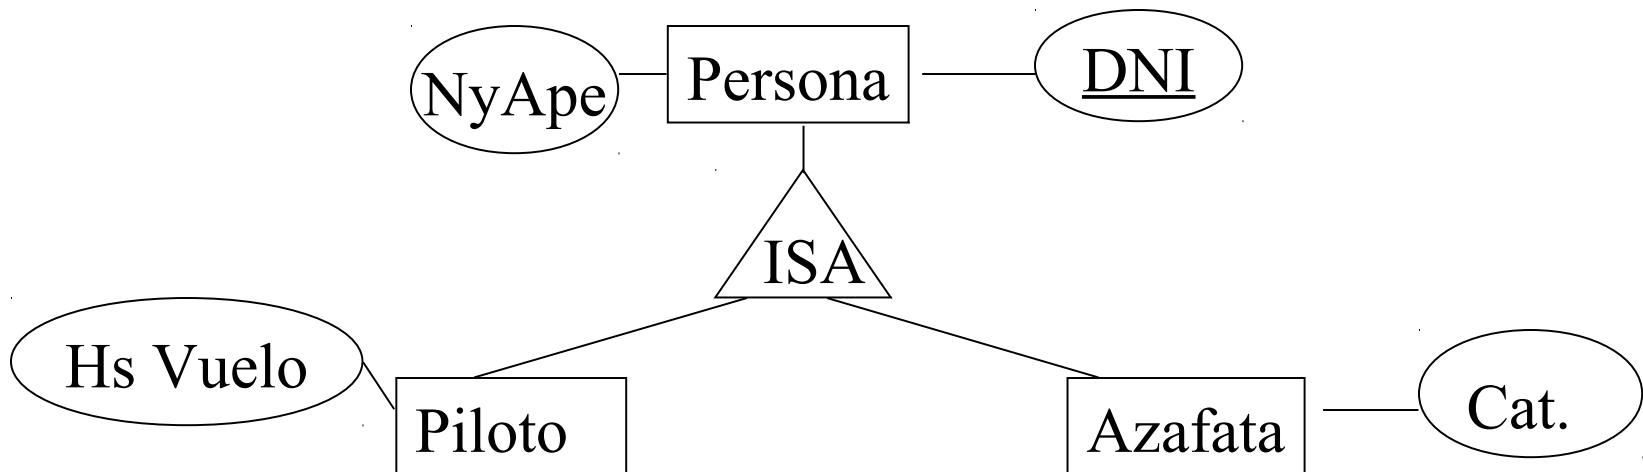 NyApe
Persona
DNI
ISA
Hs Vuelo
Piloto
Azafata
Cat.